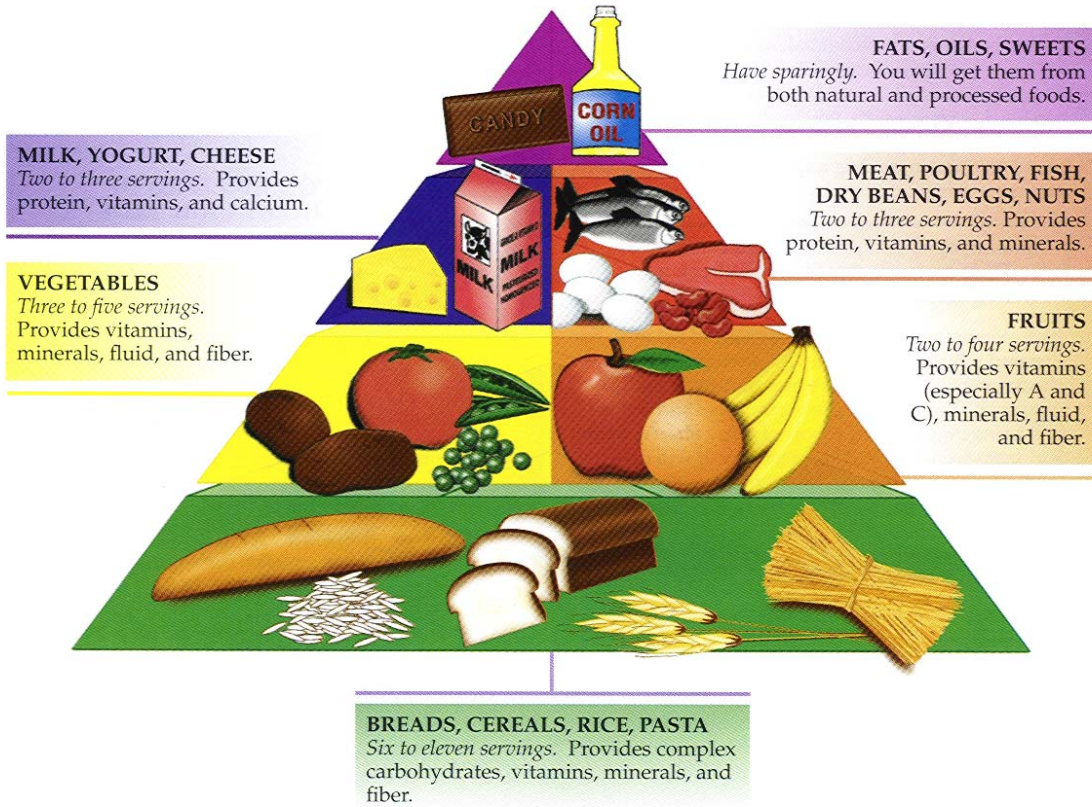 FATS, OILS, SWEETS
Have sparingly. You will get them from
both natural and processed foods.
CANDY
CORN
OIL
MILK, YOGURT, CHEESE
Two to three servings. Provides
protein, vitamins, and calcium.
MEAT, POULTRY, FISH,
DRY BEANS, EGGS, NUTS
Two to three servings. Provides
protein, vitamins, and minerals.
MILK
MILK
PASTEURIZED
HOMOGENIZED
VEGETABLES
Three to five servings.
Provides vitamins,
minerals, fluid, and fiber.
FRUITS
Two to four servings.
Provides vitamins
(especially A and
C), minerals, fluid,
and fiber.
BREADS, CEREALS, RICE, PASTA
Six to eleven servings. Provides complex
carbohydrates, vitamins, minerals, and
fiber.